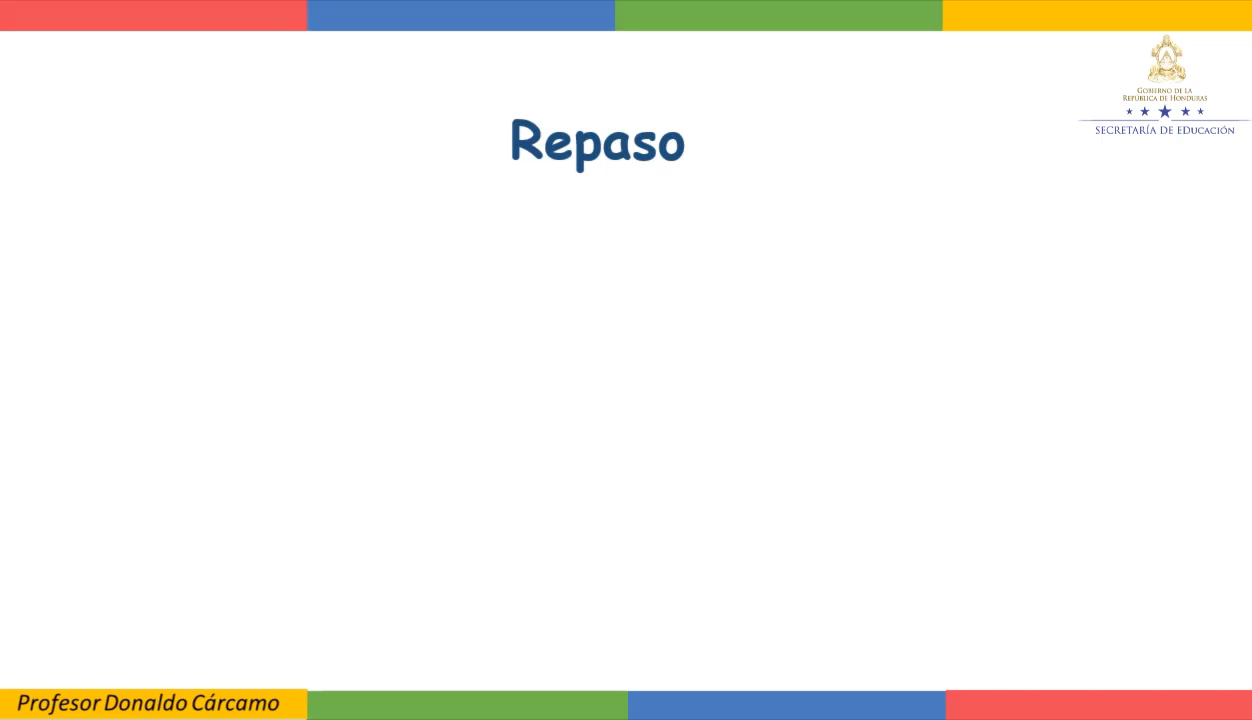 GOBIERNO DE LA
REPÚBLICA DE HONDURAS
SECRETARÍA DE EDUCACIÓN
Repaso
Profesor Donaldo Cárcamo